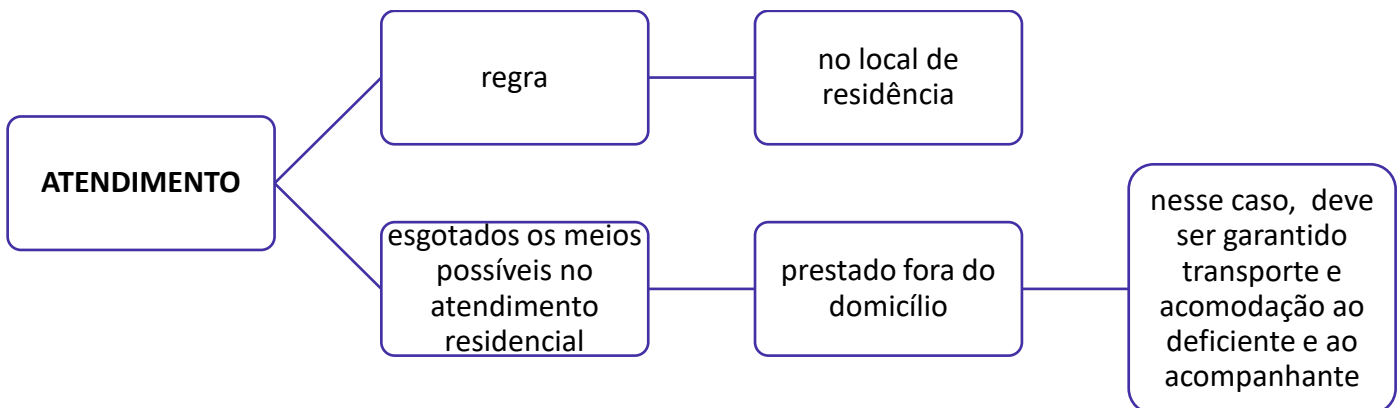 ATENDIMENTO
regra
no local de
residência
esgotados os meios
possíveis no
atendimento
residencial
prestado fora do
domicílio
nesse caso, deve
ser garantido
transporte e
acomodação ao
deficiente e ao
acompanhante